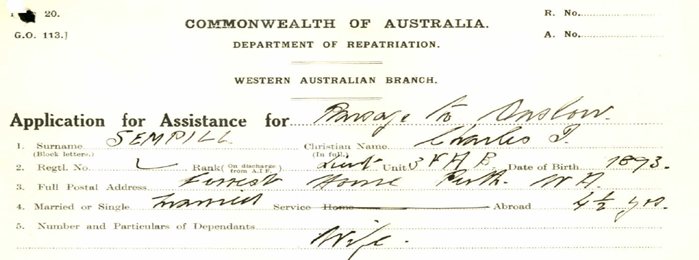 20. R. No.
COMMONWEALTH OF AUSTRALIA.
G.O. 113.] A. No.
DEPARTMENT OF REPATRIATION.
WESTERN AUSTRALIAN BRANCH.
Application for Assistance for Passage to Onslow.
1. Surname SEMPILL Christian Name Charles
(Block letters.) (In full.)
2. Regtl. No. Rank (On discharge from A.I.F.) Lieut Unit 3 Date of Birth 1893.
3. Full Postal Address Forrest House Perth. W A.
4. Married or Single Married Service Home Abroad 4½ yrs.
5. Number and Particulars of Dependants
Wife.